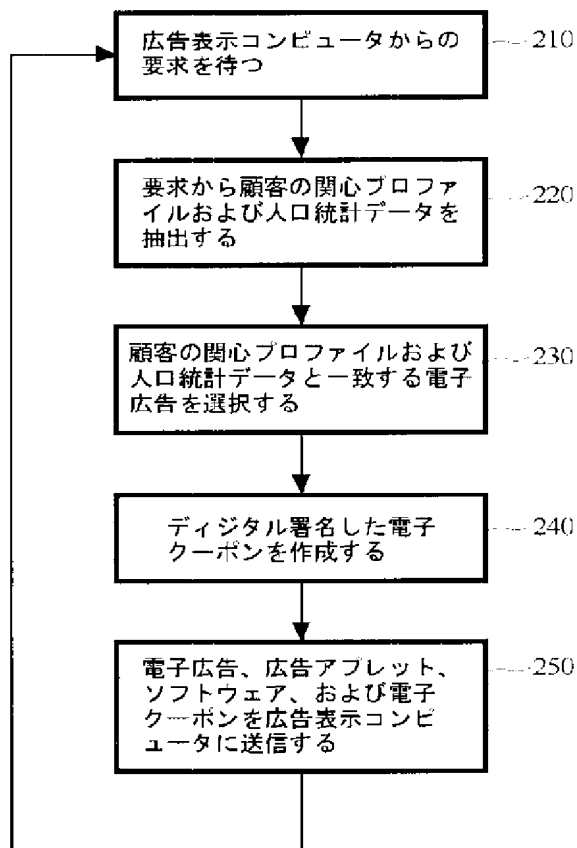 広告表示コンピュータからの
要求を待つ
210
要求から顧客の関心プロファ
イルおよび人口統計データを
抽出する
220
顧客の関心プロファイルおよび
人口統計データと一致する電子
広告を選択する
230
ディジタル署名した電子
クーポンを作成する
240
電子広告、広告アプレット、
ソフトウェア、および電子
クーポンを広告表示コンピ
ュータに送信する
250